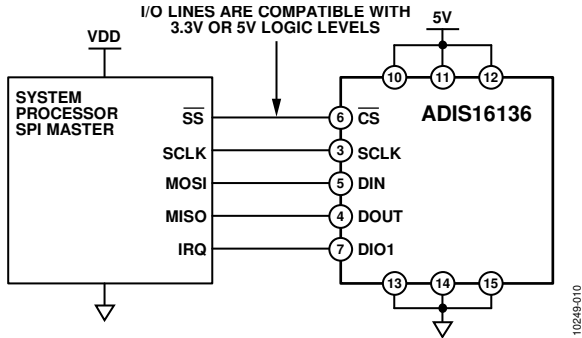 I/O LINES ARE COMPATIBLE WITH
3.3V OR 5V LOGIC LEVELS
VDD
5V
10
11
12
SYSTEM
PROCESSOR
SPI MASTER
ADIS16136
SS
6
CS
SCLK
3
SCLK
MOSI
5
DIN
MISO
4
DOUT
IRQ
7
DIO1
13
14
15
10249-010